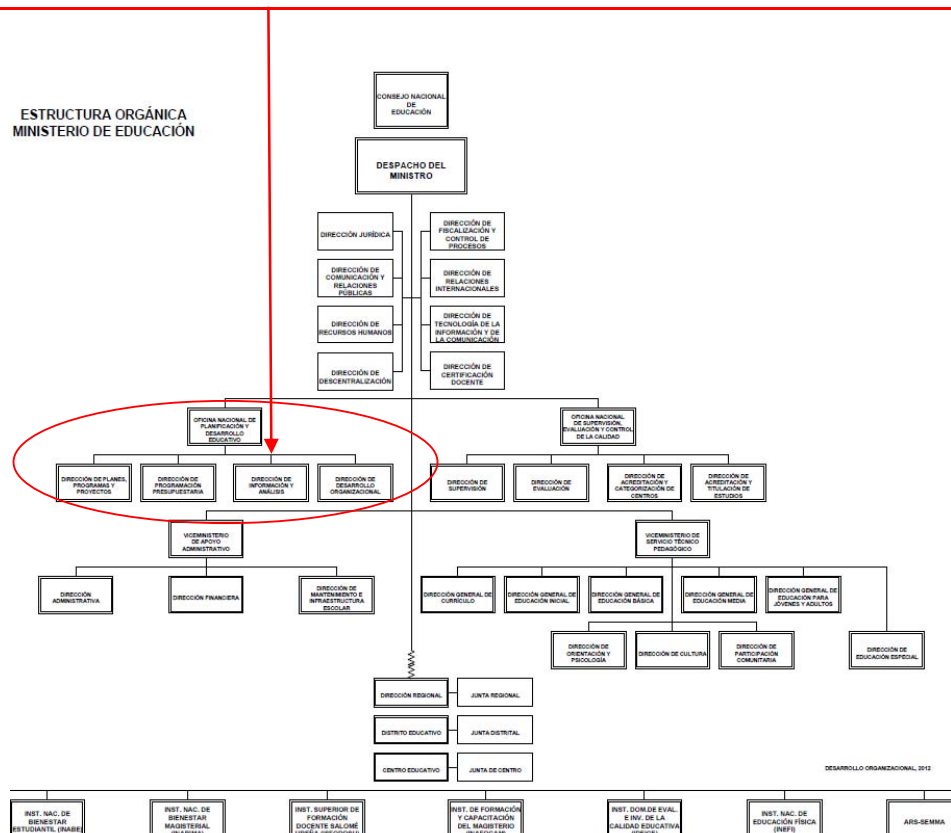 ESTRUCTURA ORGÁNICA
MINISTERIO DE EDUCACIÓN
CONSEJO NACIONAL
DE
EDUCACIÓN
DESPACHO DEL
MINISTRO
DIRECCIÓN JURÍDICA
DIRECCIÓN DE
FISCALIZACIÓN Y
CONTROL DE
PROCESOS
DIRECCIÓN DE
COMUNICACIÓN Y
RELACIONES
PÚBLICAS
DIRECCIÓN DE
RELACIONES
INTERNACIONALES
DIRECCIÓN DE
RECURSOS HUMANOS
DIRECCIÓN DE
TECNOLOGÍA DE LA
INFORMACIÓN Y DE
LA COMUNICACIÓN
DIRECCIÓN DE
DESCENTRALIZACIÓN
DIRECCIÓN DE
CERTIFICACIÓN
DOCENTE
OFICINA NACIONAL DE
PLANIFICACIÓN Y
DESARROLLO
EDUCATIVO
OFICINA NACIONAL
DE SUPERVISIÓN,
EVALUACIÓN Y CONTROL
DE LA CALIDAD
DIRECCIÓN DE PLANES,
PROGRAMAS Y
PROYECTOS
DIRECCIÓN DE
PROGRAMACIÓN
PRESUPUESTARIA
DIRECCIÓN DE
INFORMACIÓN Y
ANÁLISIS
DIRECCIÓN DE
DESARROLLO
ORGANIZACIONAL
DIRECCIÓN DE
SUPERVISIÓN
DIRECCIÓN DE
EVALUACIÓN
DIRECCIÓN DE
ACREDITACIÓN Y
CATEGORIZACIÓN DE
CENTROS
DIRECCIÓN DE
ACREDITACIÓN Y
TITULACIÓN DE
ESTUDIOS
VICEMINISTERIO
DE APOYO
ADMINISTRATIVO
VICEMINISTERIO DE
SERVICIO TÉCNICO
PEDAGÓGICO
DIRECCIÓN
ADMINISTRATIVA
DIRECCIÓN FINANCIERA
DIRECCIÓN DE
MANTENIMIENTO E
INFRAESTRUCTURA
ESCOLAR
DIRECCIÓN GENERAL DE
CURRÍCULO
DIRECCIÓN GENERAL DE
EDUCACIÓN INICIAL
DIRECCIÓN GENERAL DE
EDUCACIÓN BÁSICA
DIRECCIÓN GENERAL DE
EDUCACIÓN MEDIA
DIRECCIÓN GENERAL DE
EDUCACIÓN PARA
JÓVENES Y ADULTOS
DIRECCIÓN DE
ORIENTACIÓN Y
PSICOLOGÍA
DIRECCIÓN DE CULTURA
DIRECCIÓN DE
PARTICIPACIÓN
COMUNITARIA
DIRECCIÓN DE
EDUCACIÓN ESPECIAL
DIRECCIÓN REGIONAL
JUNTA REGIONAL
DISTRITO EDUCATIVO
JUNTA DISTRITAL
CENTRO EDUCATIVO
JUNTA DE CENTRO
DESARROLLO ORGANIZACIONAL, 2012
INST. NAC. DE
BIENESTAR
ESTUDIANTIL (INABIE)
INST. NAC. DE
BIENESTAR
MAGISTERIAL
INST. SUPERIOR DE
FORMACIÓN
DOCENTE SALOMÉ
INST. DE FORMACIÓN
Y CAPACITACIÓN
DEL MAGISTERIO
INST. DOM.DE EVAL.
E INV. DE LA
CALIDAD EDUCATIVA
INST. NAC. DE
EDUCACIÓN FÍSICA
(INEFI)
ARS-SEMMA